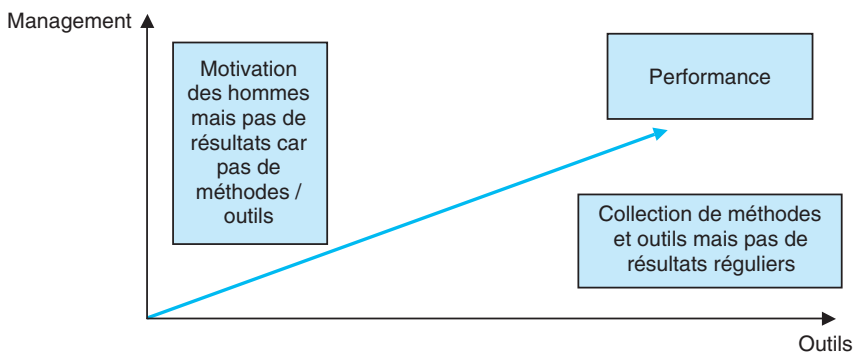 Management
Motivation
des hommes
mais pas de
résultats car
pas de
méthodes /
outils
Performance
Collection de méthodes
et outils mais pas de
résultats réguliers
Outils